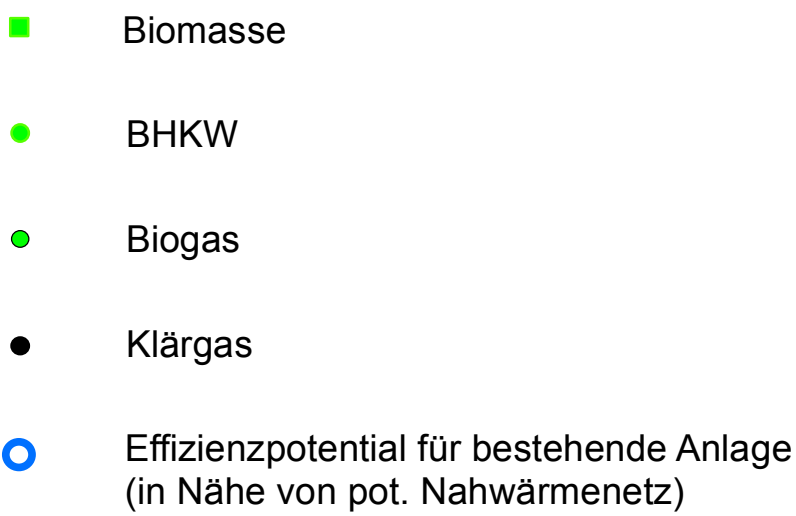 Biomasse
BHKW
Biogas
Klärgas
Effizienzpotential für bestehende Anlage
(in Nähe von pot. Nahwärmenetz)